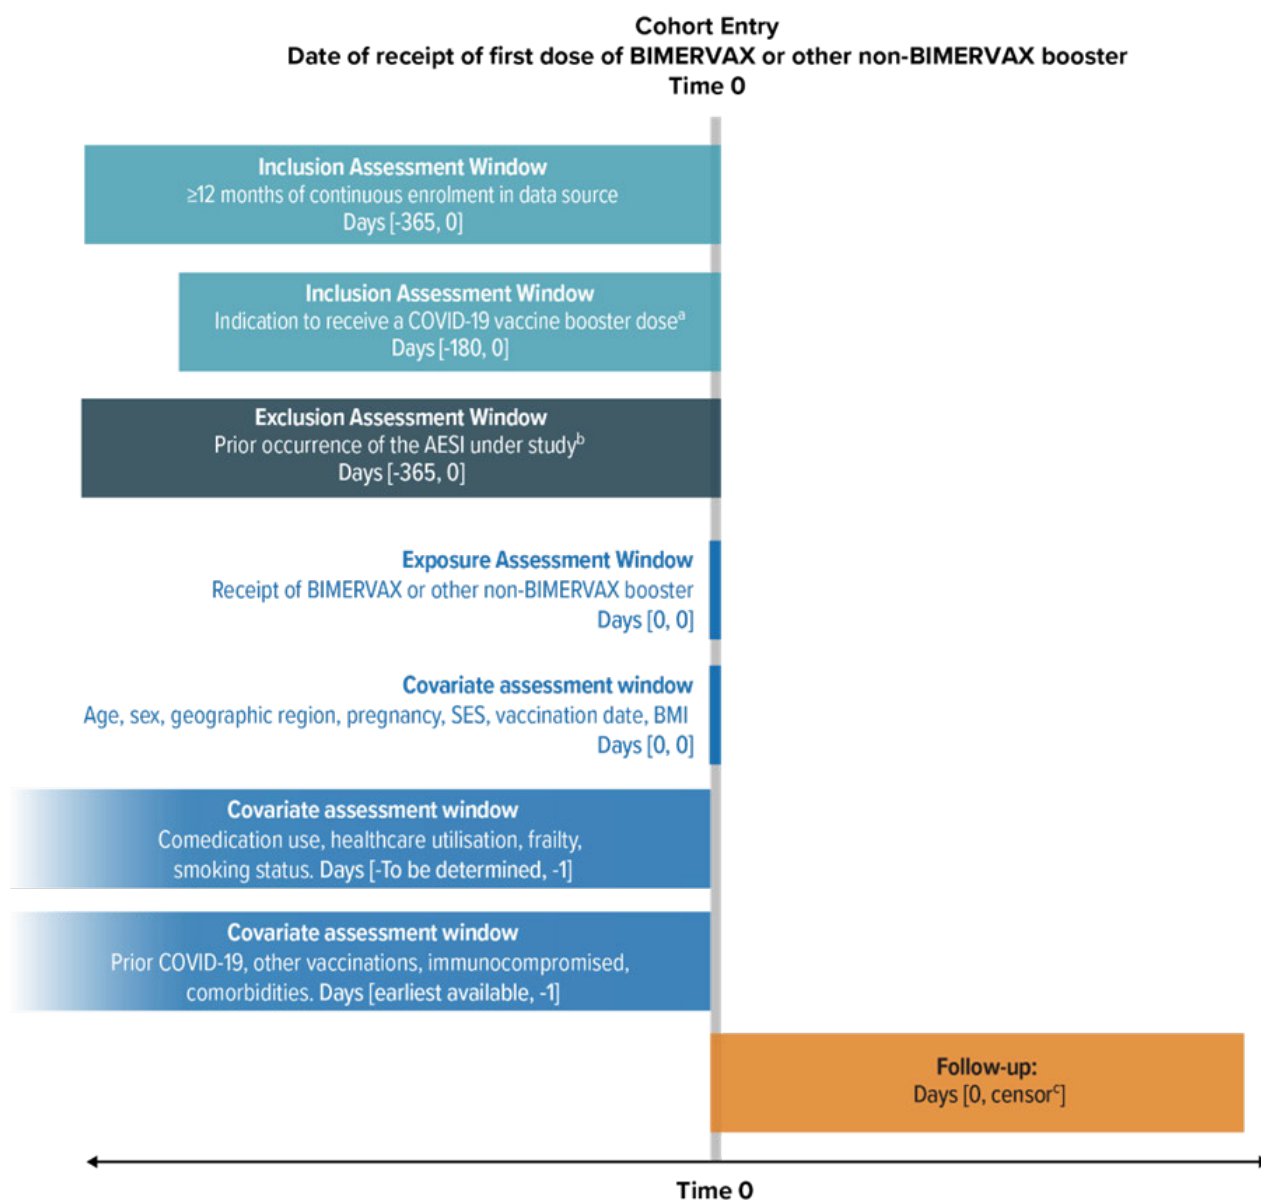 Cohort Entry
Date of receipt of first dose of BIMERVAX or other non-BIMERVAX booster
Time 0
Inclusion Assessment Window
≥12 months of continuous enrolment in data source
Days [-365, 0]
Inclusion Assessment Window
Indication to receive a COVID-19 vaccine booster doseᵃ
Days [-180, 0]
Exclusion Assessment Window
Prior occurrence of the AESI under studyᵇ
Days [-365, 0]
Exposure Assessment Window
Receipt of BIMERVAX or other non-BIMERVAX booster
Days [0, 0]
Covariate assessment window
Age, sex, geographic region, pregnancy, SES, vaccination date, BMI
Days [0, 0]
Covariate assessment window
Comedication use, healthcare utilisation, frailty,
smoking status. Days [-To be determined, -1]
Covariate assessment window
Prior COVID-19, other vaccinations, immunocompromised,
comorbidities. Days [earliest available, -1]
Follow-up:
Days [0, censorᶜ]
Time 0